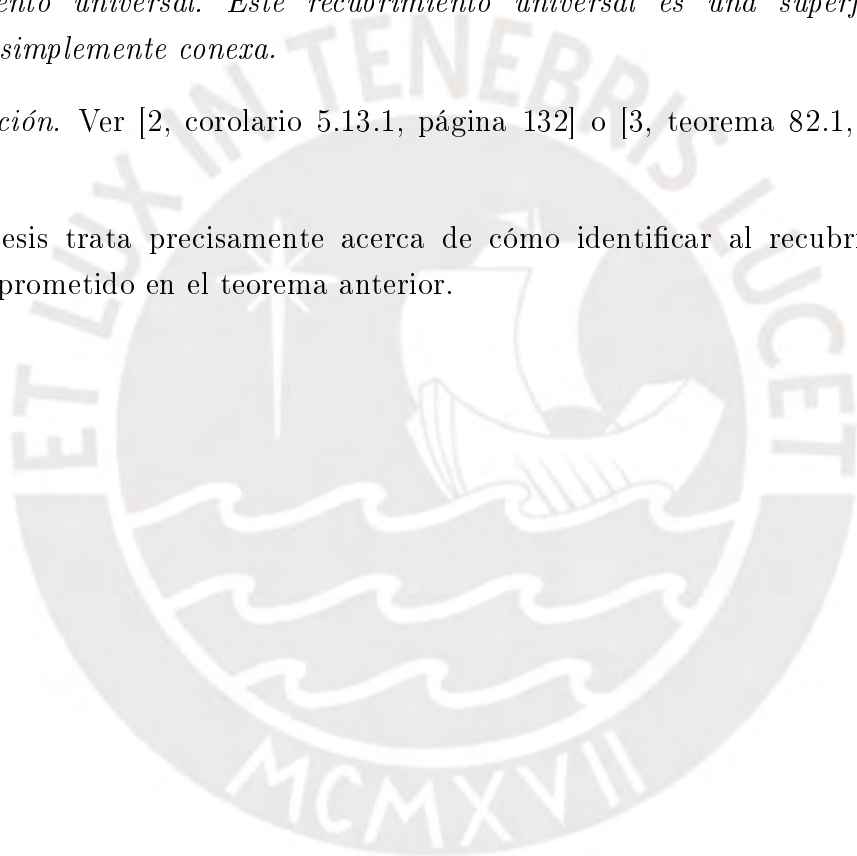 ento universal. Este recubrimiento universal es una superf
simplemente conexa.
ción. Ver [2, corolario 5.13.1, página 132] o [3, teorema 82.1,
esis trata precisamente acerca de cómo identificar al recubri
prometido en el teorema anterior.
ET LUX IN TENEBRIS LUCET
MCMXVII